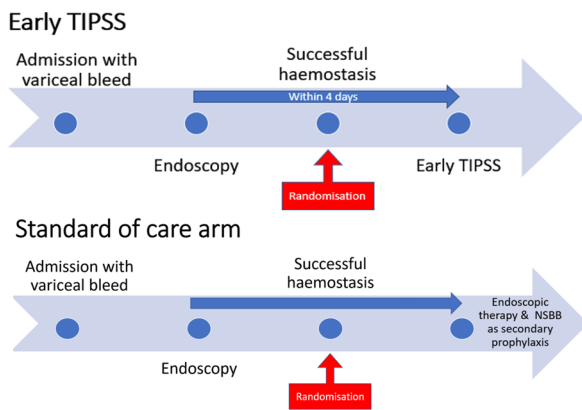 Early TIPSS
Admission with
variceal bleed
Successful
haemostasis
Within 4 days
Endoscopy
Early TIPSS
Randomisation
Standard of care arm
Admission with
variceal bleed
Successful
haemostasis
Endoscopic
therapy & NSBB
as secondary
prophylaxis
Endoscopy
Randomisation